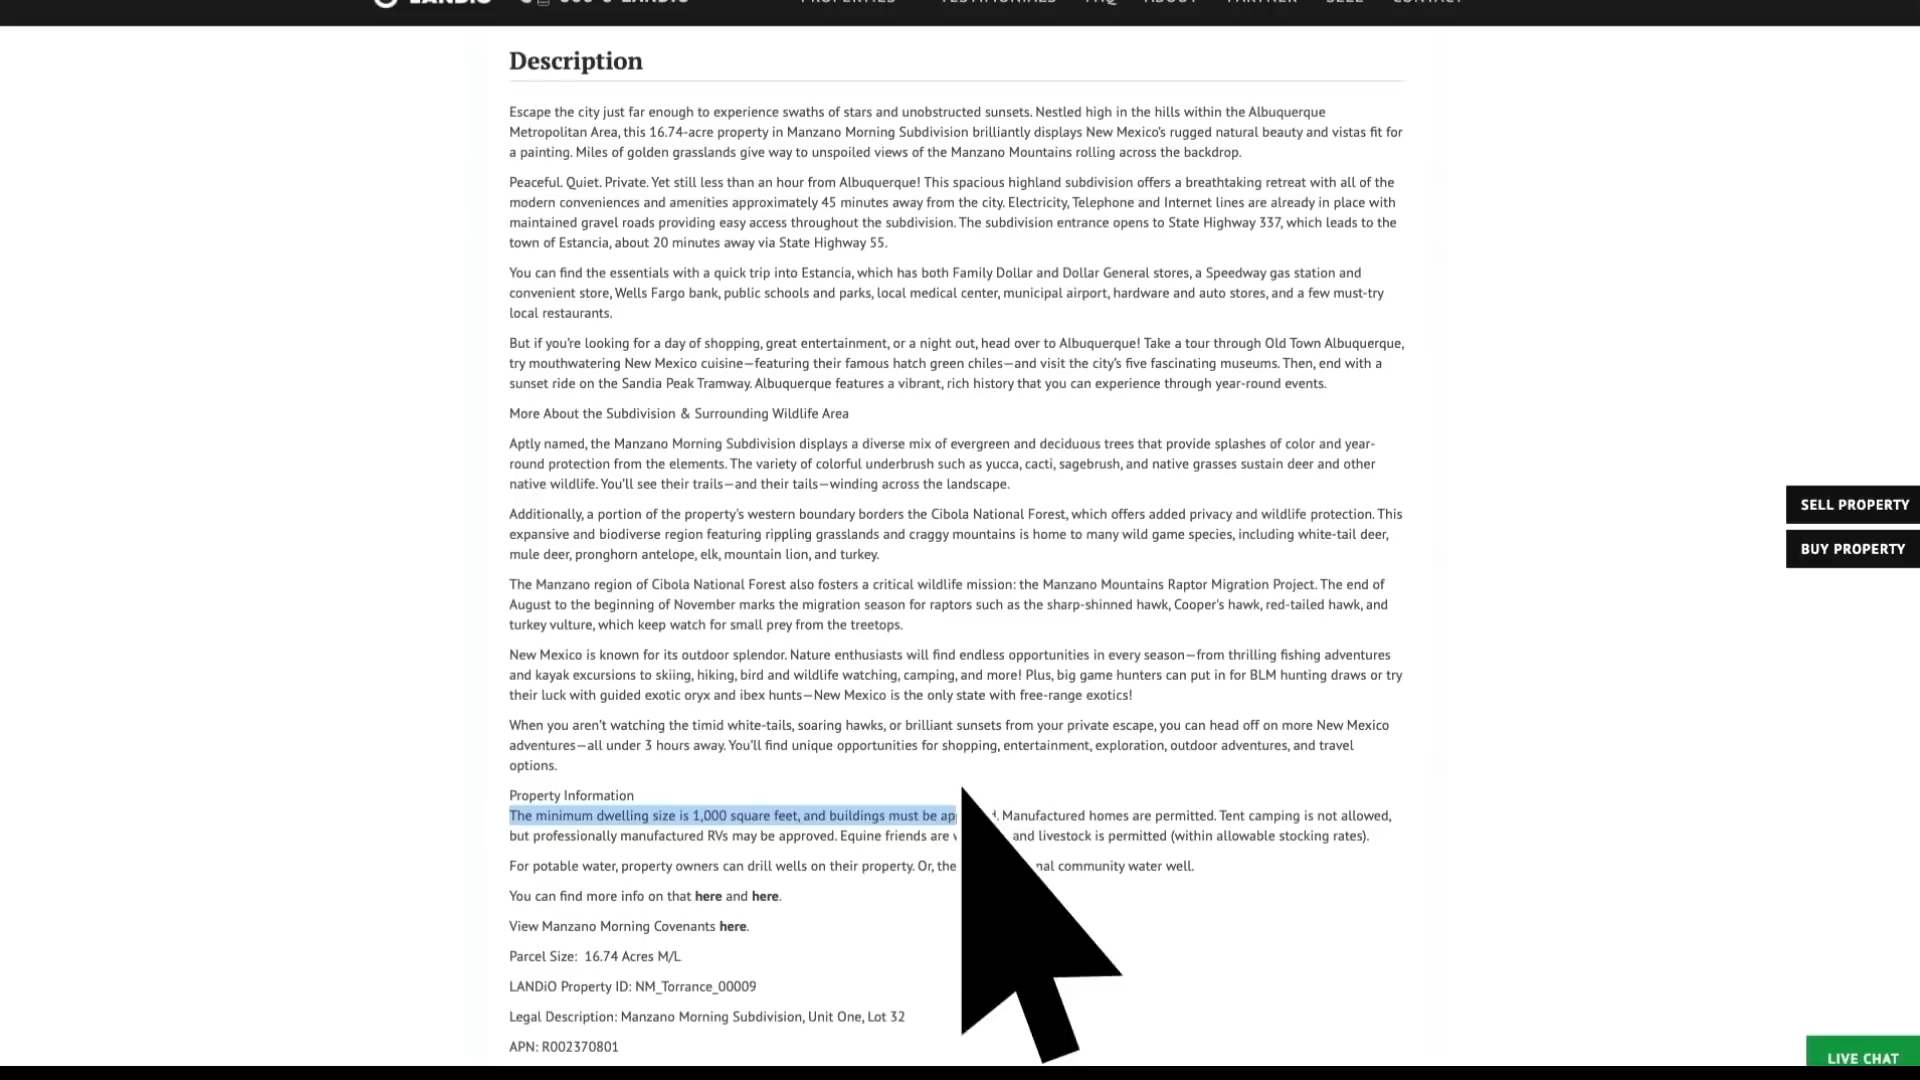 LANDiO
PROPERTIES TESTIMONIALS FAQ ABOUT PARTNER SELL CONTACT
Description
Escape the city just far enough to experience swaths of stars and unobstructed sunsets. Nestled high in the hills within the Albuquerque
Metropolitan Area, this 16.74-acre property in Manzano Morning Subdivision brilliantly displays New Mexico's rugged natural beauty and vistas fit for
a painting. Miles of golden grasslands give way to unspoiled views of the Manzano Mountains rolling across the backdrop.
Peaceful. Quiet. Private. Yet still less than an hour from Albuquerque! This spacious highland subdivision offers a breathtaking retreat with all of the
modern conveniences and amenities approximately 45 minutes away from the city. Electricity, Telephone and Internet lines are already in place with
maintained gravel roads providing easy access throughout the subdivision. The subdivision entrance opens to State Highway 337, which leads to the
town of Estancia, about 20 minutes away via State Highway 55.
You can find the essentials with a quick trip into Estancia, which has both Family Dollar and Dollar General stores, a Speedway gas station and
convenient store, Wells Fargo bank, public schools and parks, local medical center, municipal airport, hardware and auto stores, and a few must-try
local restaurants.
But if you're looking for a day of shopping, great entertainment, or a night out, head over to Albuquerque! Take a tour through Old Town Albuquerque,
try mouthwatering New Mexico cuisine—featuring their famous hatch green chiles—and visit the city's five fascinating museums. Then, end with a
sunset ride on the Sandia Peak Tramway. Albuquerque features a vibrant, rich history that you can experience through year-round events.
More About the Subdivision & Surrounding Wildlife Area
Aptly named, the Manzano Morning Subdivision displays a diverse mix of evergreen and deciduous trees that provide splashes of color and year-
round protection from the elements. The variety of colorful underbrush such as yucca, cacti, sagebrush, and native grasses sustain deer and other
native wildlife. You'll see their trails—and their tails—winding across the landscape.
Additionally, a portion of the property's western boundary borders the Cibola National Forest, which offers added privacy and wildlife protection. This
expansive and biodiverse region featuring rippling grasslands and craggy mountains is home to many wild game species, including white-tail deer,
mule deer, pronghorn antelope, elk, mountain lion, and turkey.
The Manzano region of Cibola National Forest also fosters a critical wildlife mission: the Manzano Mountains Raptor Migration Project. The end of
August to the beginning of November marks the migration season for raptors such as the sharp-shinned hawk, Cooper's hawk, red-tailed hawk, and
turkey vulture, which keep watch for small prey from the treetops.
New Mexico is known for its outdoor splendor. Nature enthusiasts will find endless opportunities in every season—from thrilling fishing adventures
and kayak excursions to skiing, hiking, bird and wildlife watching, camping, and more! Plus, big game hunters can put in for BLM hunting draws or try
their luck with guided exotic oryx and ibex hunts—New Mexico is the only state with free-range exotics!
When you aren't watching the timid white-tails, soaring hawks, or brilliant sunsets from your private escape, you can head off on more New Mexico
adventures—all under 3 hours away. You'll find unique opportunities for shopping, entertainment, exploration, outdoor adventures, and travel
options.
Property Information
The minimum dwelling size is 1,000 square feet, and buildings must be ap . Manufactured homes are permitted. Tent camping is not allowed,
but professionally manufactured RVs may be approved. Equine friends are and livestock is permitted (within allowable stocking rates).
For potable water, property owners can drill wells on their property. Or, the nal community water well.
You can find more info on that here and here.
View Manzano Morning Covenants here.
Parcel Size: 16.74 Acres M/L
LANDiO Property ID: NM_Torrance_00009
Legal Description: Manzano Morning Subdivision, Unit One, Lot 32
APN: R002370801
SELL PROPERTY
BUY PROPERTY
LIVE CHAT